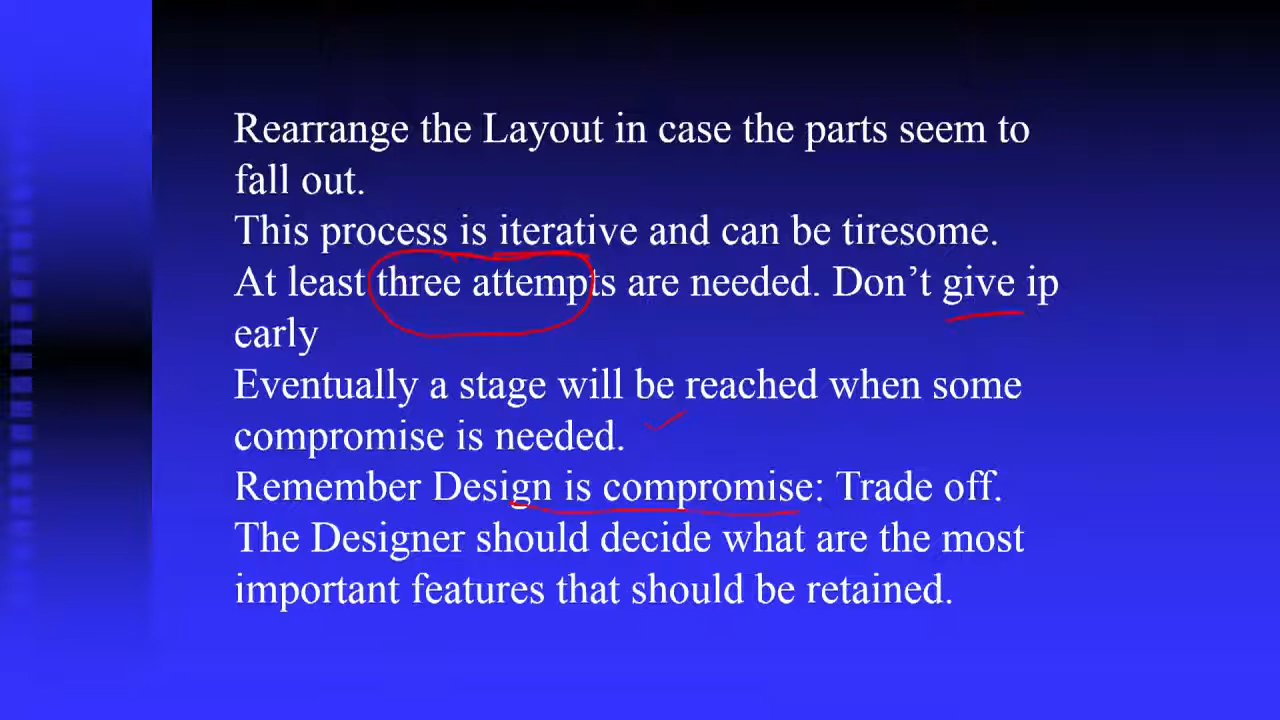 Rearrange the Layout in case the parts seem to
fall out.
This process is iterative and can be tiresome.
At least three attempts are needed. Don’t give ip
early
Eventually a stage will be reached when some
compromise is needed.
Remember Design is compromise: Trade off.
The Designer should decide what are the most
important features that should be retained.